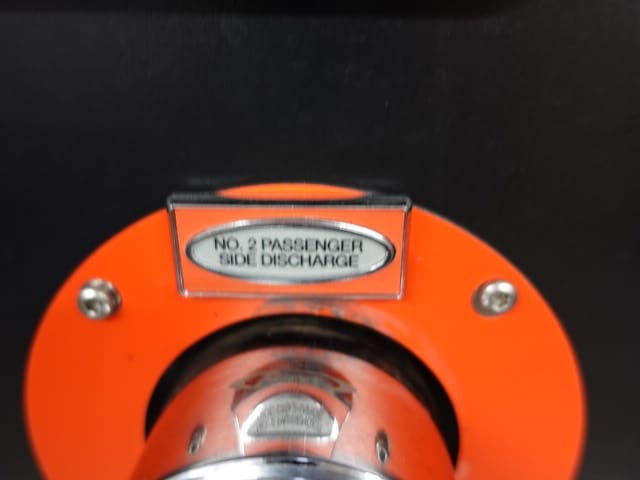 NO. 2 PASSENGER
SIDE DISCHARGE